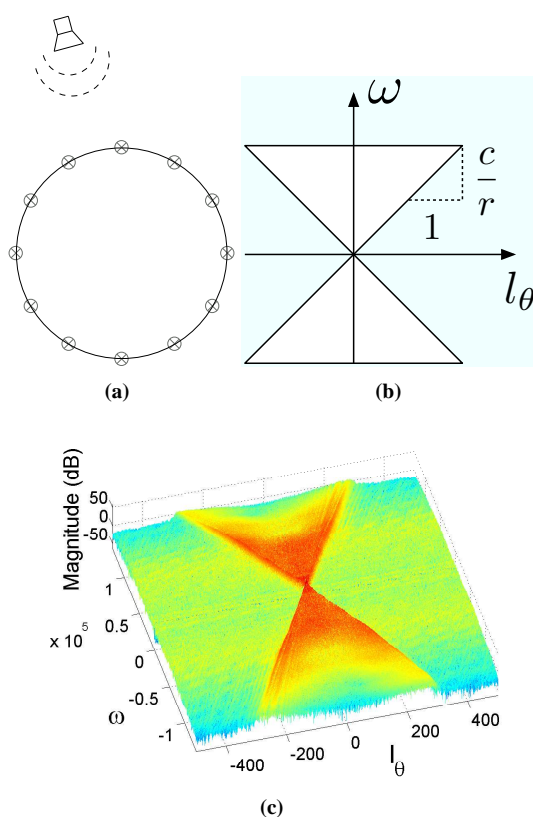 ω
c
r
1
l_θ
(a)
(b)
Magnitude (dB)
50
0
-50
1
0.5
0
-0.5
-1
x 10^5
ω
-400
-200
0
200
400
l_θ
(c)